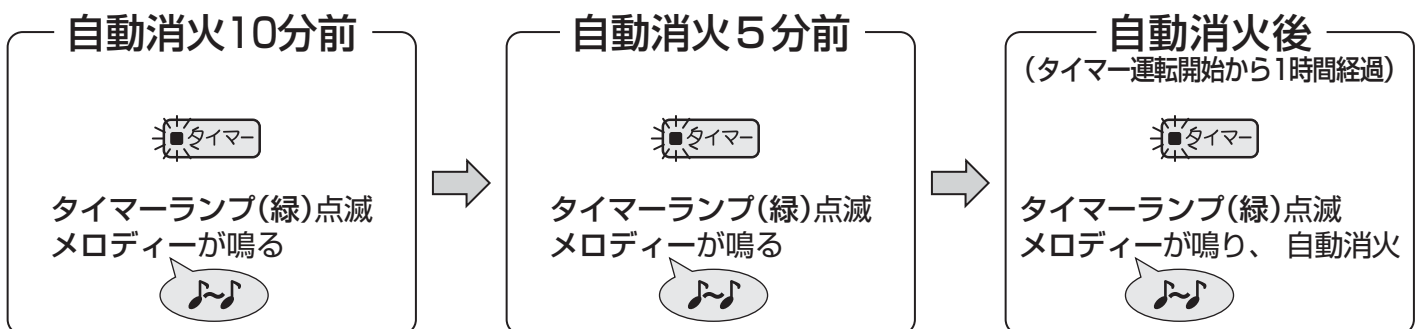 自動消火10分前
タイマー
タイマーランプ(緑)点滅
メロディーが鳴る
自動消火5分前
タイマー
タイマーランプ(緑)点滅
メロディーが鳴る
自動消火後
(タイマー運転開始から1時間経過)
タイマー
タイマーランプ(緑)点滅
メロディーが鳴り、 自動消火